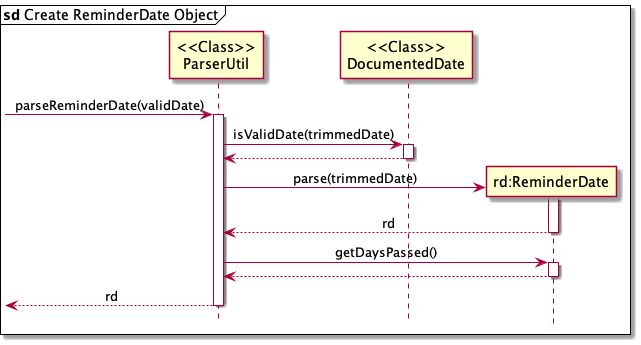 sd Create ReminderDate Object
<<Class>>
ParserUtil
<<Class>>
DocumentedDate
parseReminderDate(validDate)
isValidDate(trimmedDate)
parse(trimmedDate)
rd:ReminderDate
rd
getDaysPassed()
rd